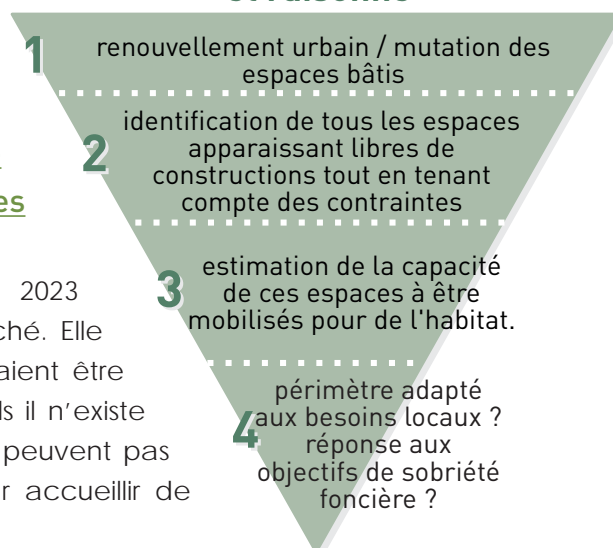 1
renouvellement urbain / mutation des
espaces bâtis
2
identification de tous les espaces
apparaissant libres de
constructions tout en tenant
compte des contraintes
3
estimation de la capacité
de ces espaces à être
mobilisés pour de l'habitat.
4
périmètre adapté
aux besoins locaux ?
réponse aux
objectifs de sobriété
foncière ?
es
2023
ché. Elle
aient être
ls il n’existe
peuvent pas
r accueillir de